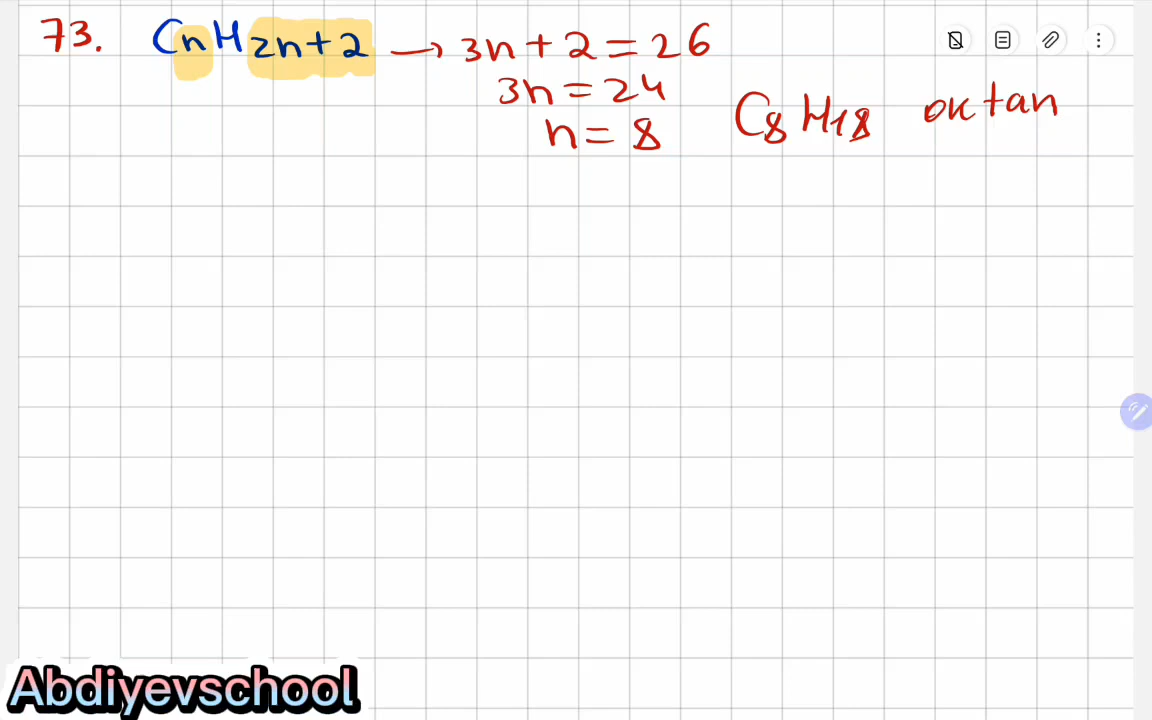 73. CnH2n+2 → 3n+2=26
3n=24
n=8 C8H18 oktan
Abdiyevschool